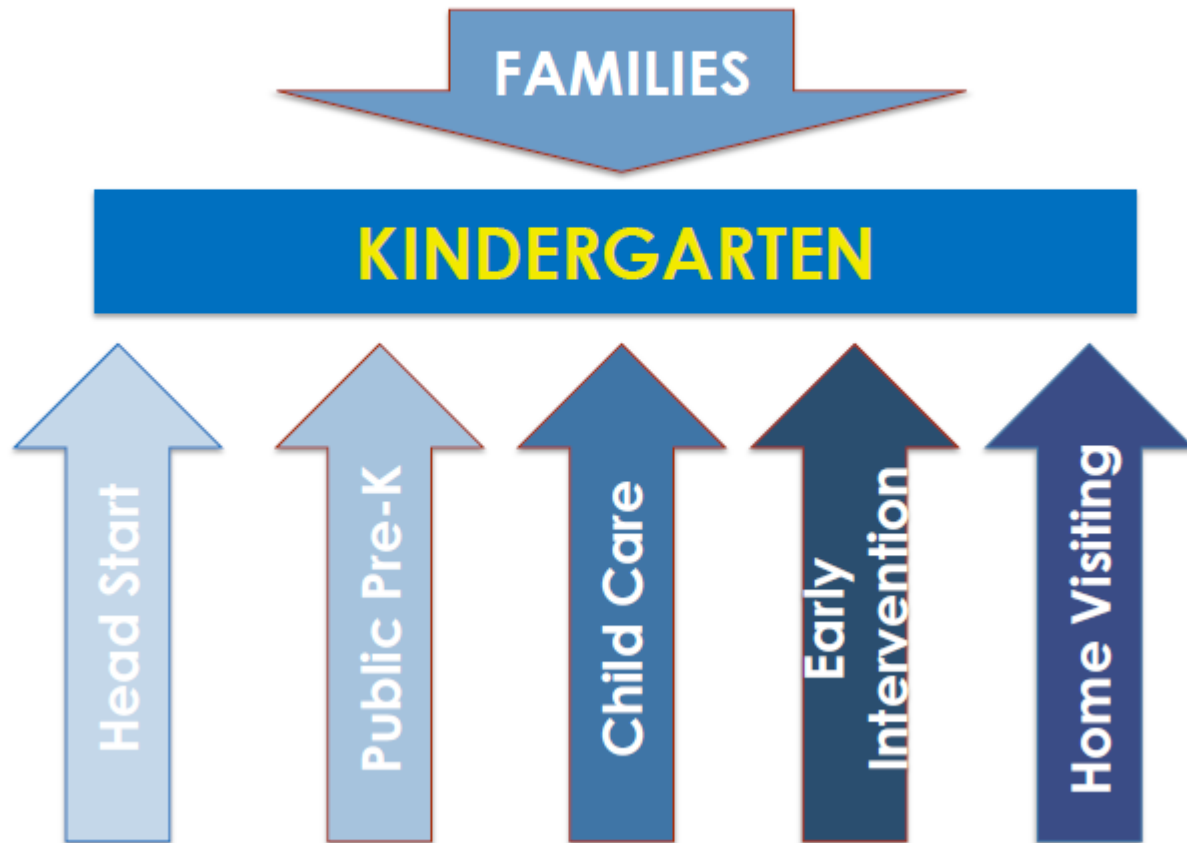 FAMILIES
KINDERGARTEN
Head Start
Public Pre-K
Child Care
Early
Intervention
Home Visiting